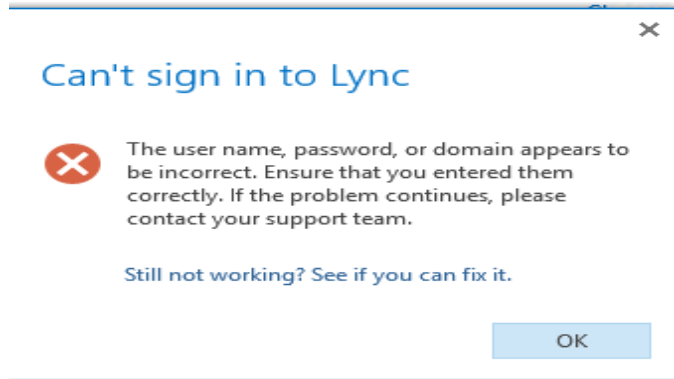 Can't sign in to Lync
The user name, password, or domain appears to
be incorrect. Ensure that you entered them
correctly. If the problem continues, please
contact your support team.
Still not working? See if you can fix it.
OK